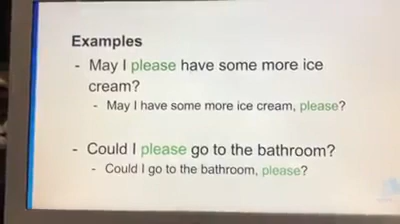 Examples
- May I please have some more ice
cream?
- May I have some more ice cream, please?
- Could I please go to the bathroom?
- Could I go to the bathroom, please?